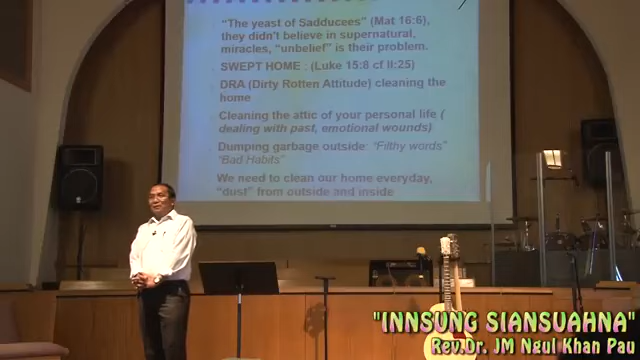 "The yeast of Sadducees" (Mat 16:6),
they didn't believe in supernatural,
miracles, "unbelief" is their problem.
SWEPT HOME : (Luke 15:8 cf II:25)
DRA (Dirty Rotten Attitude) cleaning the
home
Cleaning the attic of your personal life (
dealing with past, emotional wounds)
Dumping garbage outside: "Filthy words"
"Bad Habits"
We need to clean our home everyday,
"dust" from outside and inside
"INNSUNG SIANSUAHNA"
Rev.Dr. JM Ngul Khan Pau